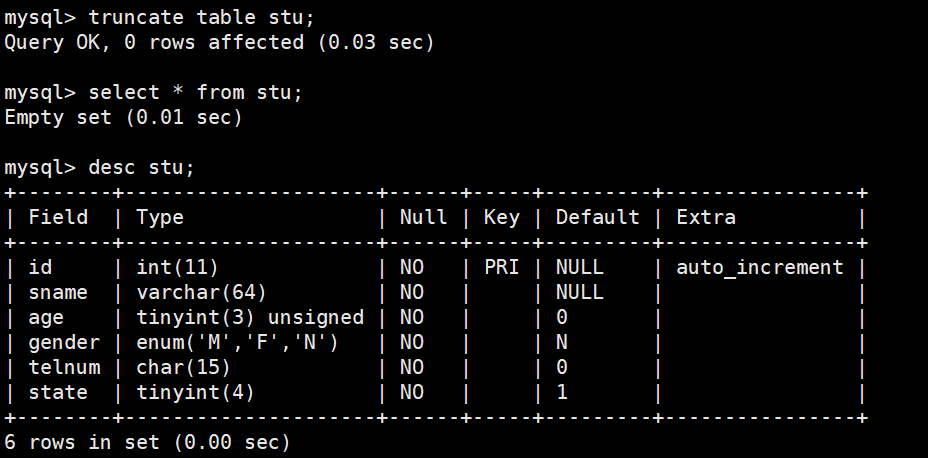 mysql> truncate table stu;
Query OK, 0 rows affected (0.03 sec)

mysql> select * from stu;
Empty set (0.01 sec)

mysql> desc stu;
+--------+---------------------+------+-----+---------+----------------+
| Field  | Type                | Null | Key | Default | Extra          |
+--------+---------------------+------+-----+---------+----------------+
| id     | int(11)             | NO   | PRI | NULL    | auto_increment |
| sname  | varchar(64)         | NO   |     | NULL    |                |
| age    | tinyint(3) unsigned | NO   |     | 0       |                |
| gender | enum('M','F','N')   | NO   |     | N       |                |
| telnum | char(15)            | NO   |     | 0       |                |
| state  | tinyint(4)          | NO   |     | 1       |                |
+--------+---------------------+------+-----+---------+----------------+
6 rows in set (0.00 sec)